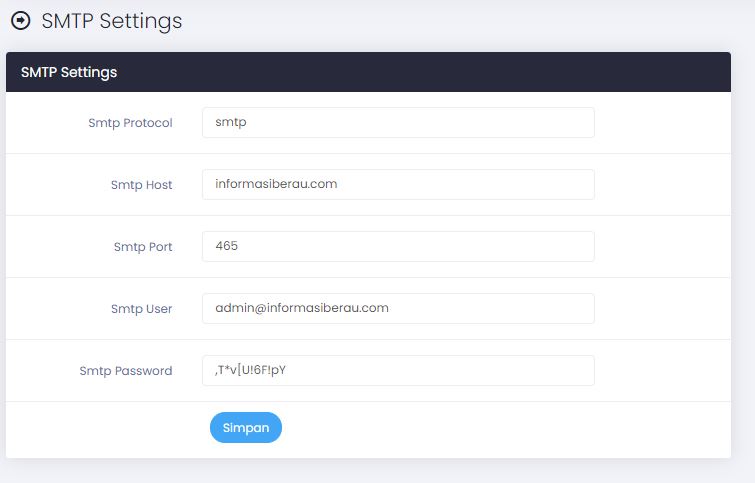 SMTP Settings
SMTP Settings
Smtp Protocol smtp
Smtp Host informasiberau.com
Smtp Port 465
Smtp User admin@informasiberau.com
Smtp Password ,T*v[U!6F!pY
Simpan